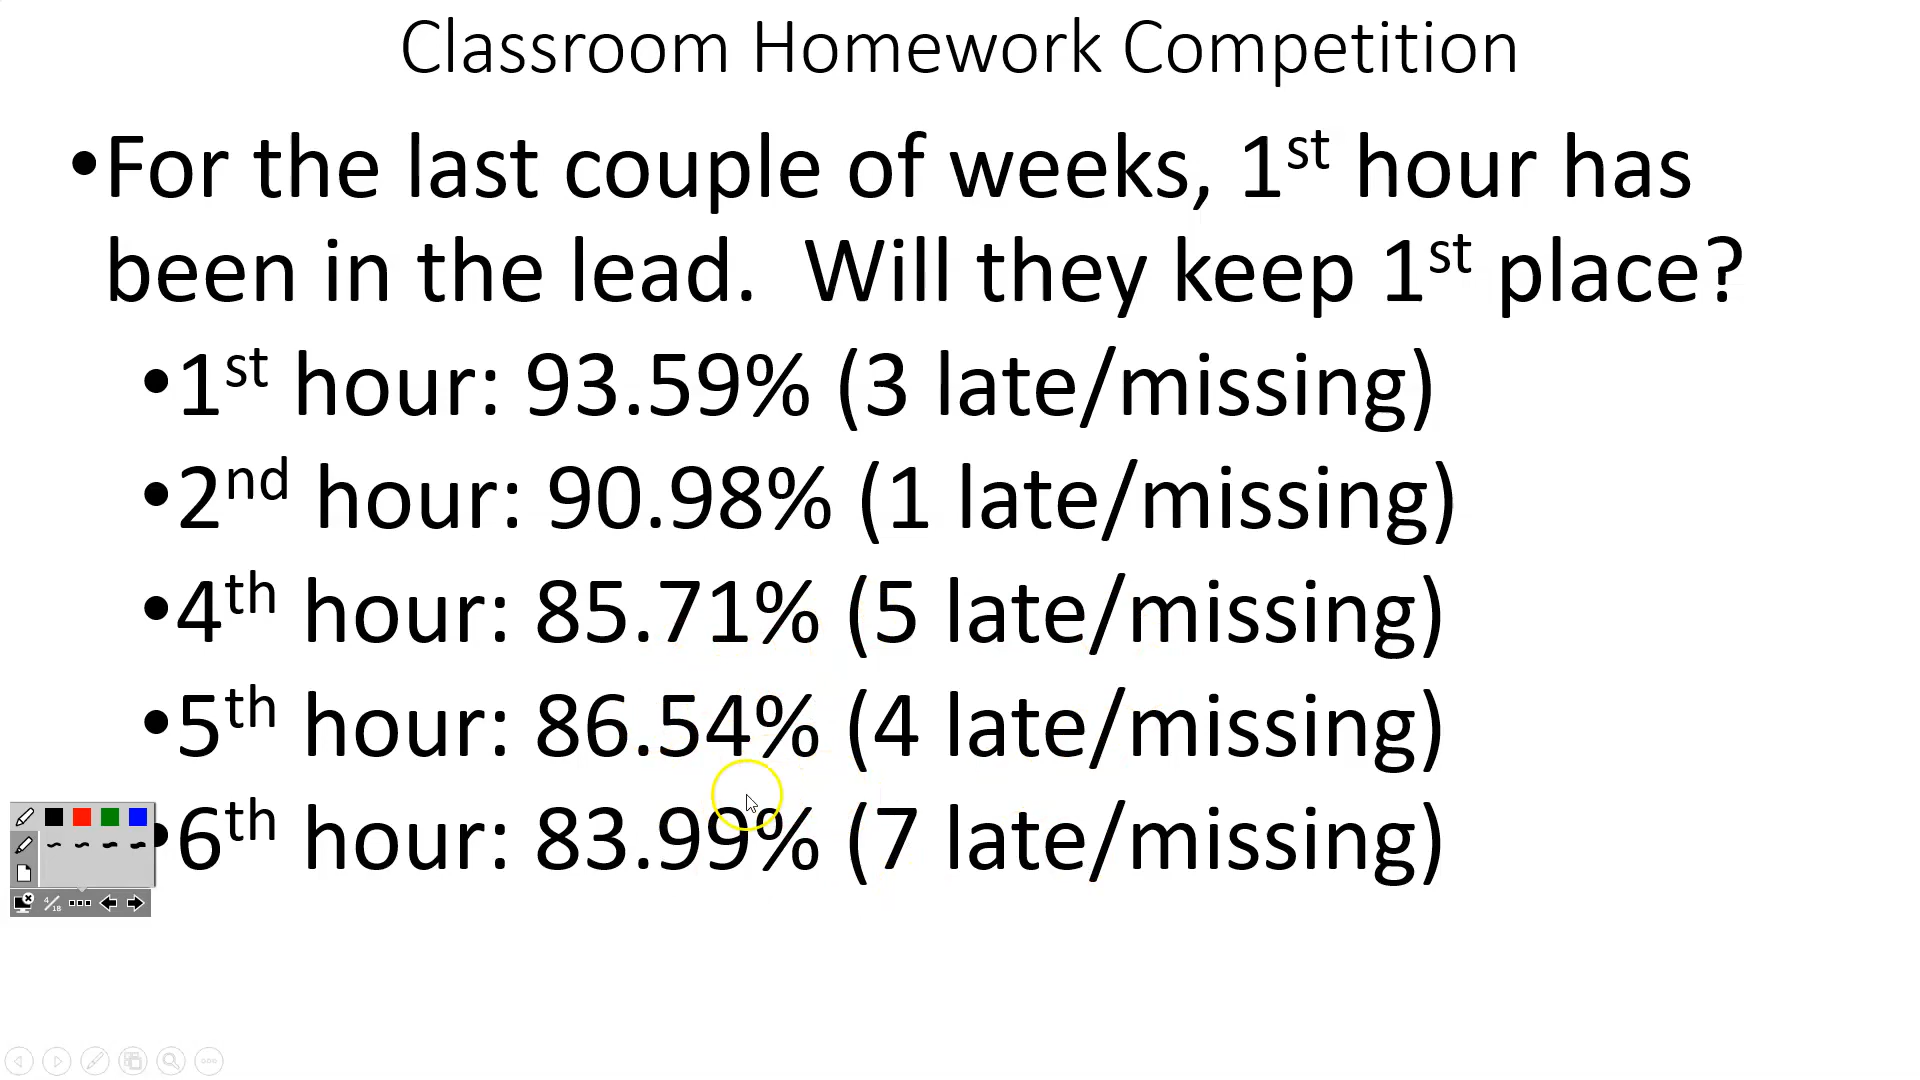 Classroom Homework Competition
•For the last couple of weeks, 1st hour has
been in the lead.  Will they keep 1st place?
•1st hour: 93.59% (3 late/missing)
•2nd hour: 90.98% (1 late/missing)
•4th hour: 85.71% (5 late/missing)
•5th hour: 86.54% (4 late/missing)
•6th hour: 83.99% (7 late/missing)
4/18